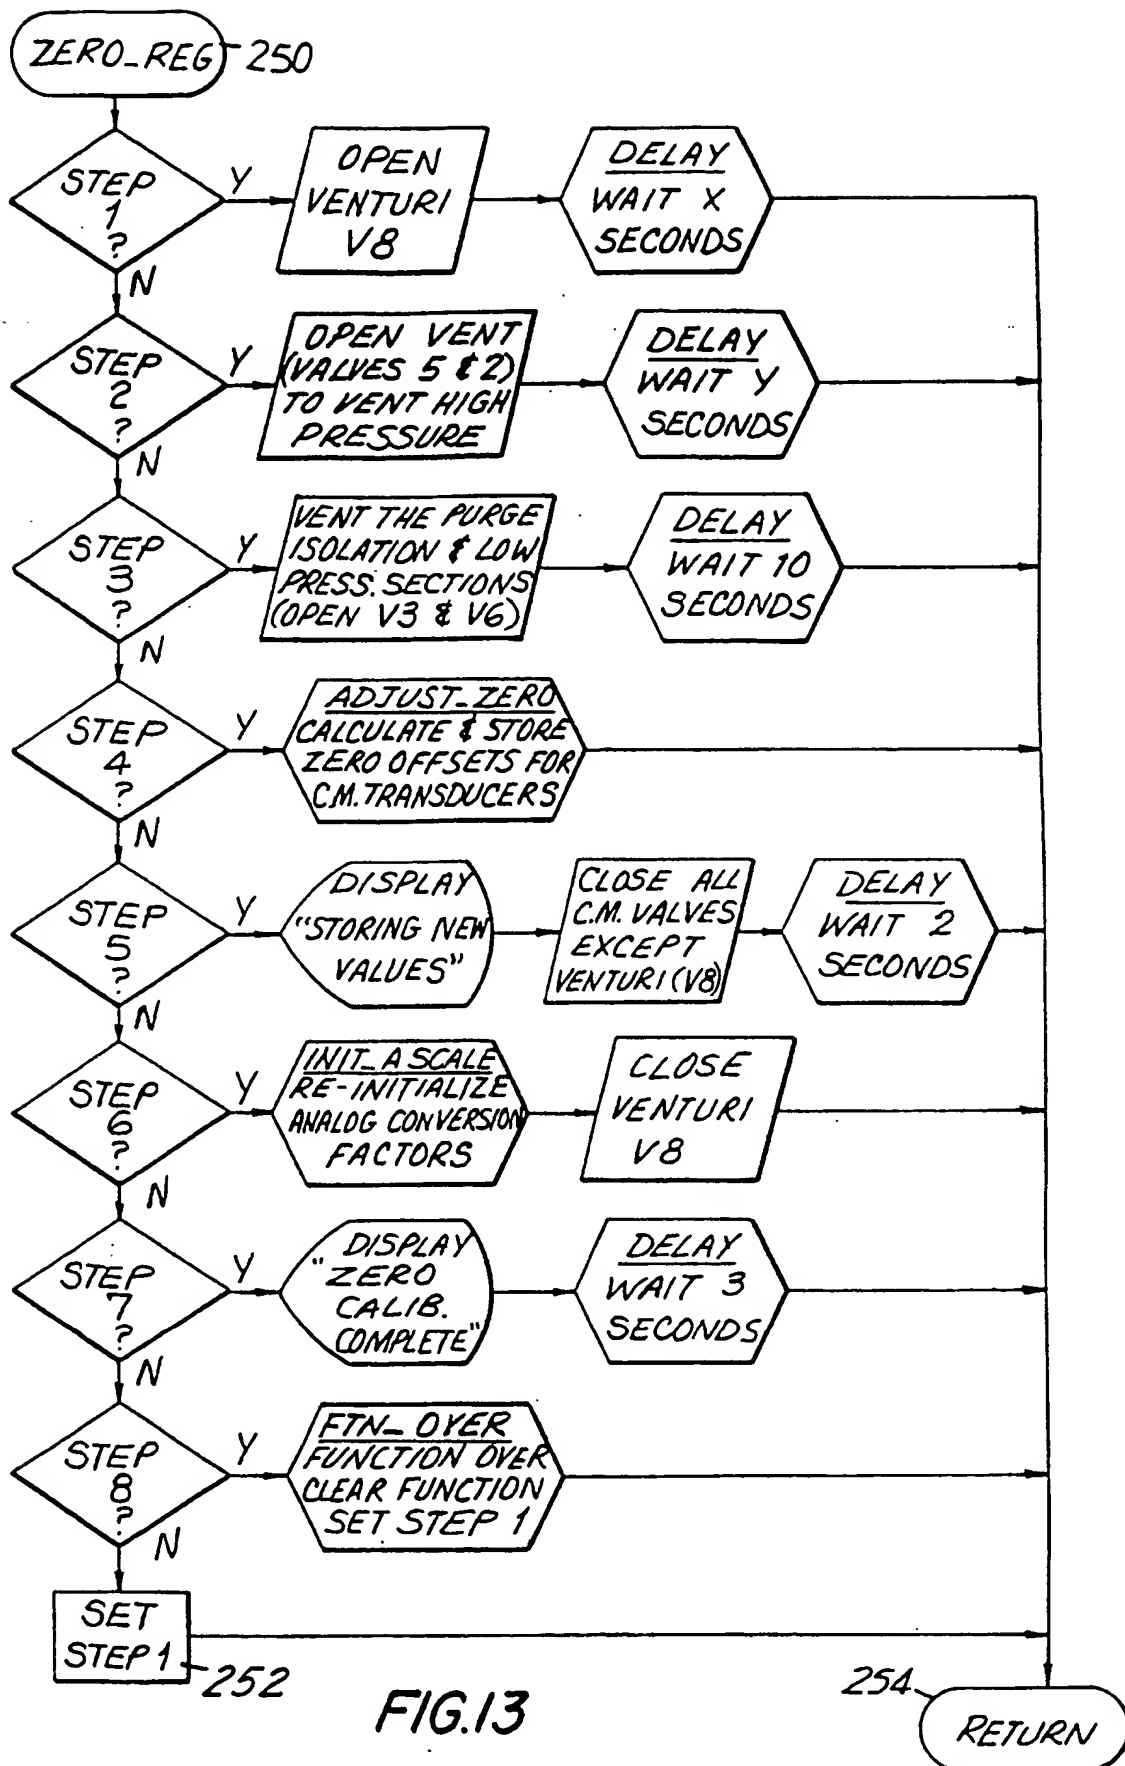 ZERO_REG 250
STEP
1
?
Y
N
OPEN
VENTURI
V8
DELAY
WAIT X
SECONDS
STEP
2
?
Y
N
OPEN VENT
(VALVES 5 & 2)
TO VENT HIGH
PRESSURE
DELAY
WAIT Y
SECONDS
STEP
3
?
Y
N
VENT THE PURGE
ISOLATION & LOW
PRESS. SECTIONS
(OPEN V3 & V6)
DELAY
WAIT 10
SECONDS
STEP
4
?
Y
N
ADJUST_ZERO
CALCULATE & STORE
ZERO OFFSETS FOR
C.M. TRANSDUCERS
STEP
5
?
Y
N
DISPLAY
"STORING NEW
VALUES"
CLOSE ALL
C.M. VALVES
EXCEPT
VENTURI (V8)
DELAY
WAIT 2
SECONDS
STEP
6
?
Y
N
INIT_ASCALE
RE-INITIALIZE
ANALOG CONVERSION
FACTORS
CLOSE
VENTURI
V8
STEP
7
?
Y
N
DISPLAY
"ZERO
CALIB.
COMPLETE"
DELAY
WAIT 3
SECONDS
STEP
8
?
Y
N
FTN_OVER
FUNCTION OVER
CLEAR FUNCTION
SET STEP 1
SET
STEP 1
252
254
RETURN
FIG.13